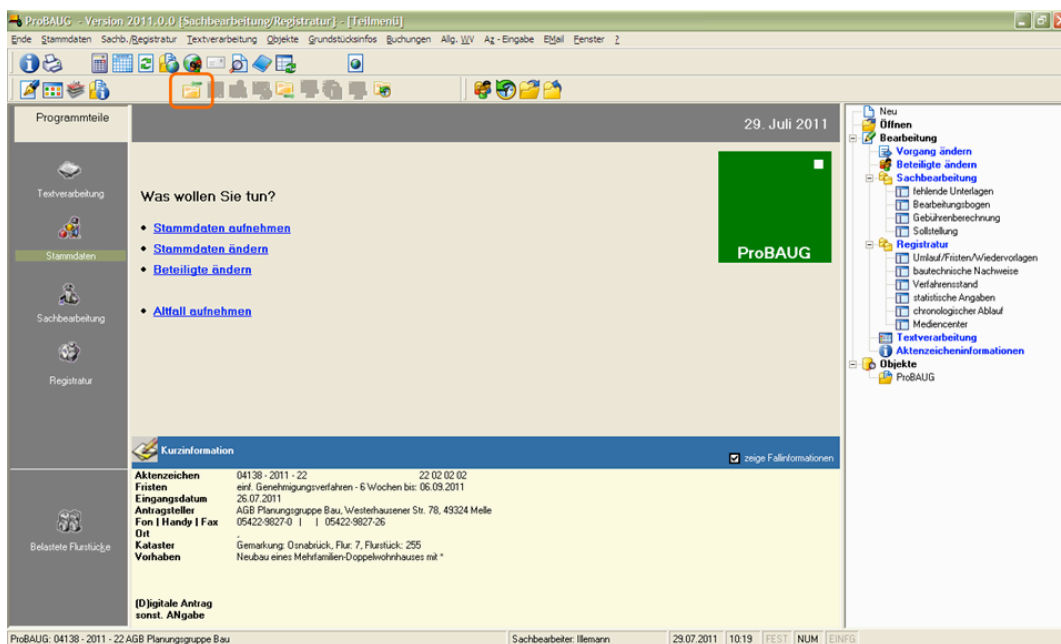 ProBAUG - Version 2011.0.0 {Sachbearbeitung/Registratur} - [Teilmenü]
Ende Stammdaten Sachb./Registratur Textverarbeitung Objekte Grundstücksinfos Buchungen Allg. WV Az - Eingabe EMail Fenster ?
Programmteile
29. Juli 2011
Textverarbeitung
Stammdaten
Sachbearbeitung
Registratur
Belastete Flurstücke
Was wollen Sie tun?
• Stammdaten aufnehmen
• Stammdaten ändern
• Beteiligte ändern
• Altfall aufnehmen
ProBAUG
Kurzinformation
zeige Fallinformationen
Aktenzeichen 04138 - 2011 - 22 22 02 02 02
Fristen einf. Genehmigungsverfahren - 6 Wochen bis: 06.09.2011
Eingangsdatum 26.07.2011
Antragsteller AGB Planungsgruppe Bau, Westerhausener Str. 78, 49324 Melle
Fon | Handy | Fax 05422-9827-0 | | 05422-9827-26
Ort ,
Kataster Gemarkung: Osnabrück, Flur: 7, Flurstück: 255
Vorhaben Neubau eines Mehrfamilien-Doppelwohnhauses mit *
(D)igitale Antrag
sonst. ANgabe
Neu
Öffnen
Bearbeitung
Vorgang ändern
Beteiligte ändern
Sachbearbeitung
fehlende Unterlagen
Bearbeitungsbogen
Gebührenberechnung
Sollstellung
Registratur
Umlauf/Fristen/Wiedervorlagen
bautechnische Nachweise
Verfahrensstand
statistische Angaben
chronologischer Ablauf
Mediencenter
Textverarbeitung
Aktenzeicheninformationen
Objekte
ProBAUG
ProBAUG: 04138 - 2011 - 22 AGB Planungsgruppe Bau Sachbearbeiter: Illemann 29.07.2011 10:19 FEST NUM EINFG